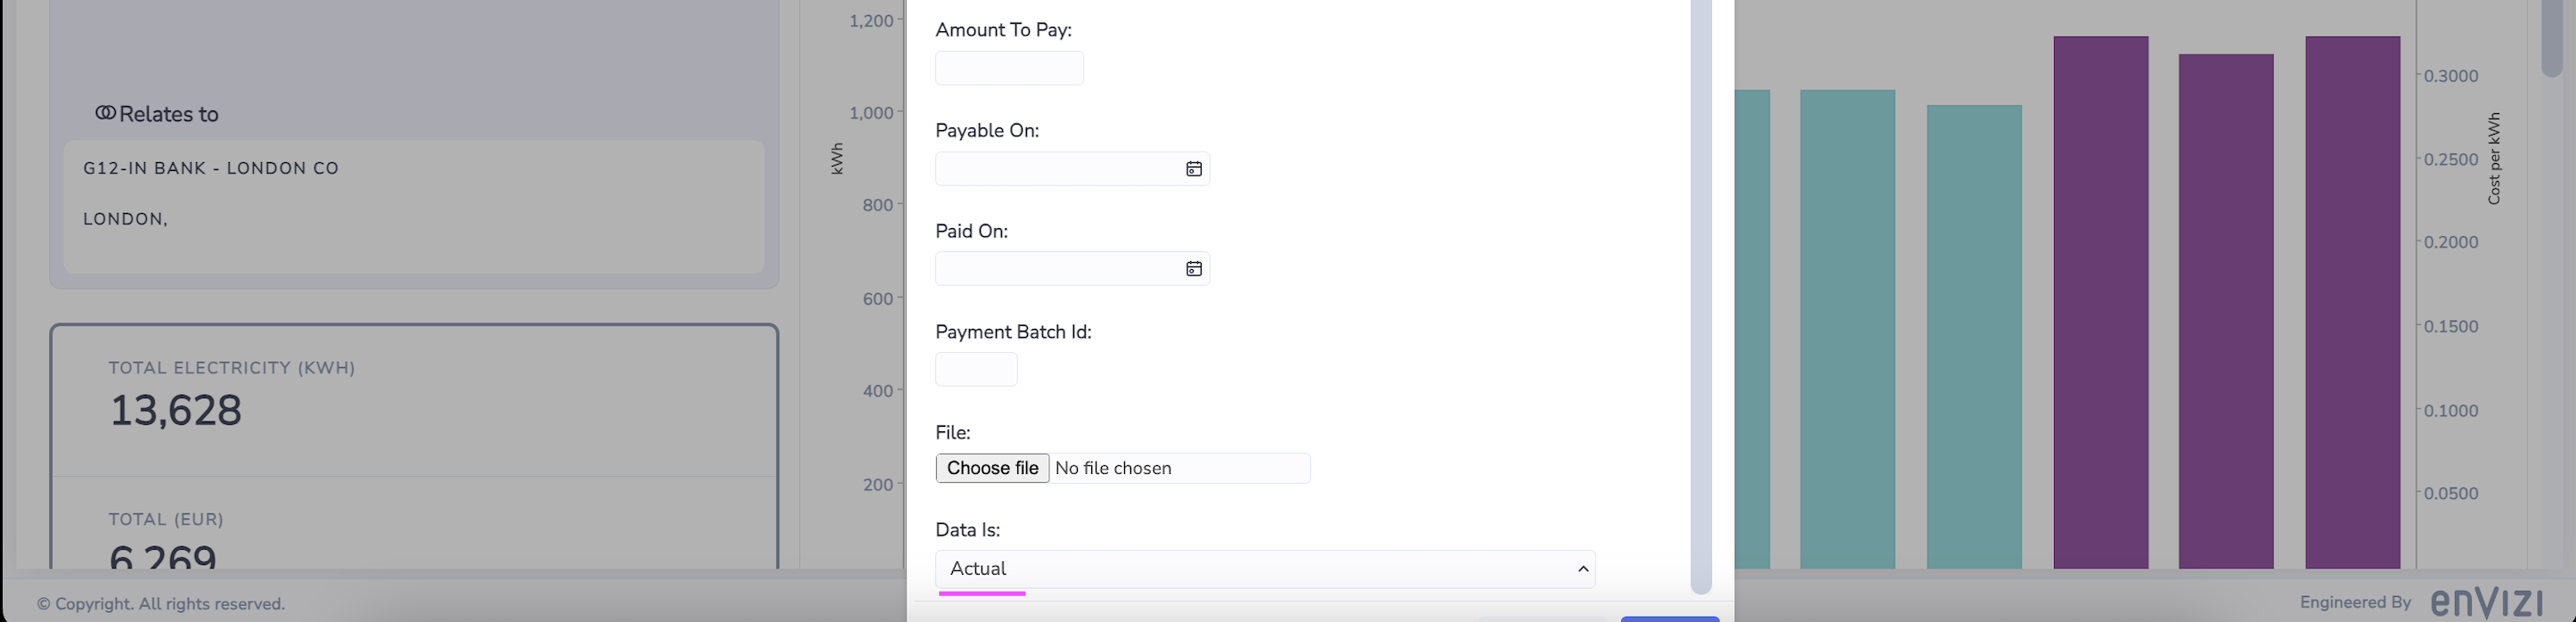 Relates to
G12-IN BANK - LONDON CO
LONDON,
TOTAL ELECTRICITY (KWH)
13,628
TOTAL (EUR)
6,269
1,200
1,000
800
600
400
200
kWh
Amount To Pay:
Payable On:
Paid On:
Payment Batch Id:
File:
Choose file No file chosen
Data Is:
Actual
0.3000
0.2500
0.2000
0.1500
0.1000
0.0500
Cost per kWh
© Copyright. All rights reserved.
Engineered By enVIZI